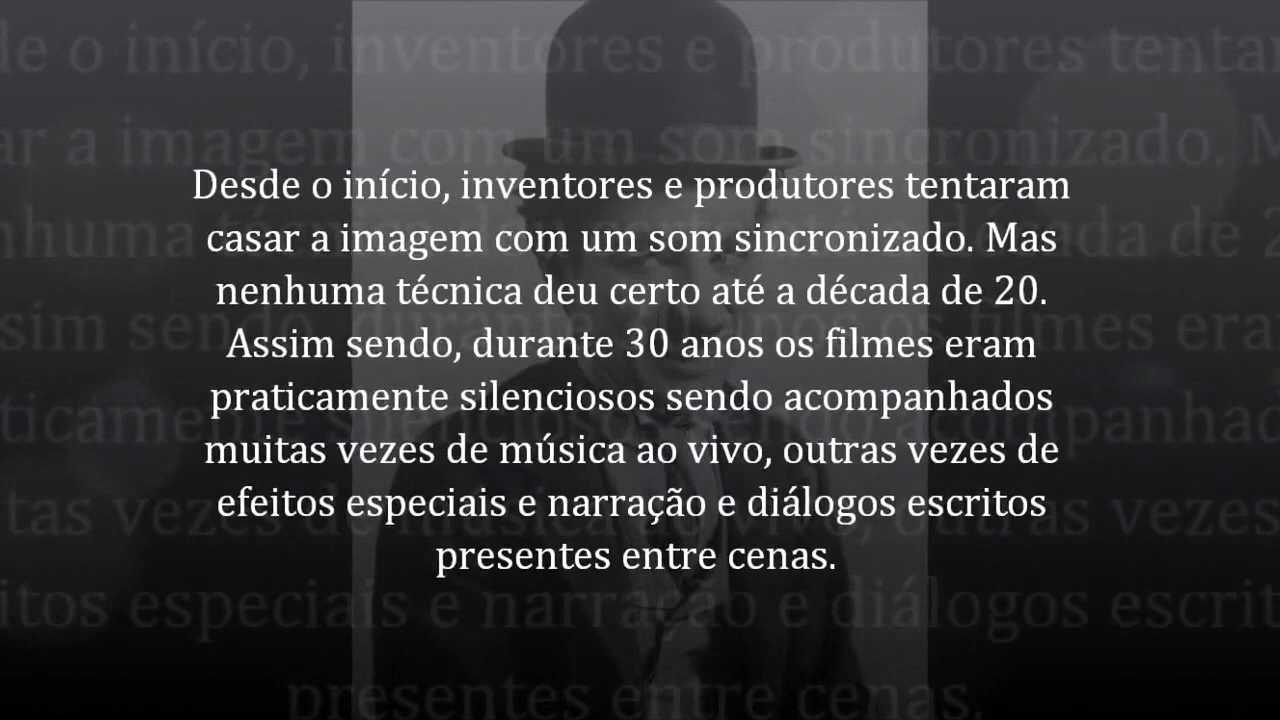 Desde o início, inventores e produtores tentaram
casar a imagem com um som sincronizado. Mas
nenhuma técnica deu certo até a década de 20.
Assim sendo, durante 30 anos os filmes eram
praticamente silenciosos sendo acompanhados
muitas vezes de música ao vivo, outras vezes de
efeitos especiais e narração e diálogos escritos
presentes entre cenas.